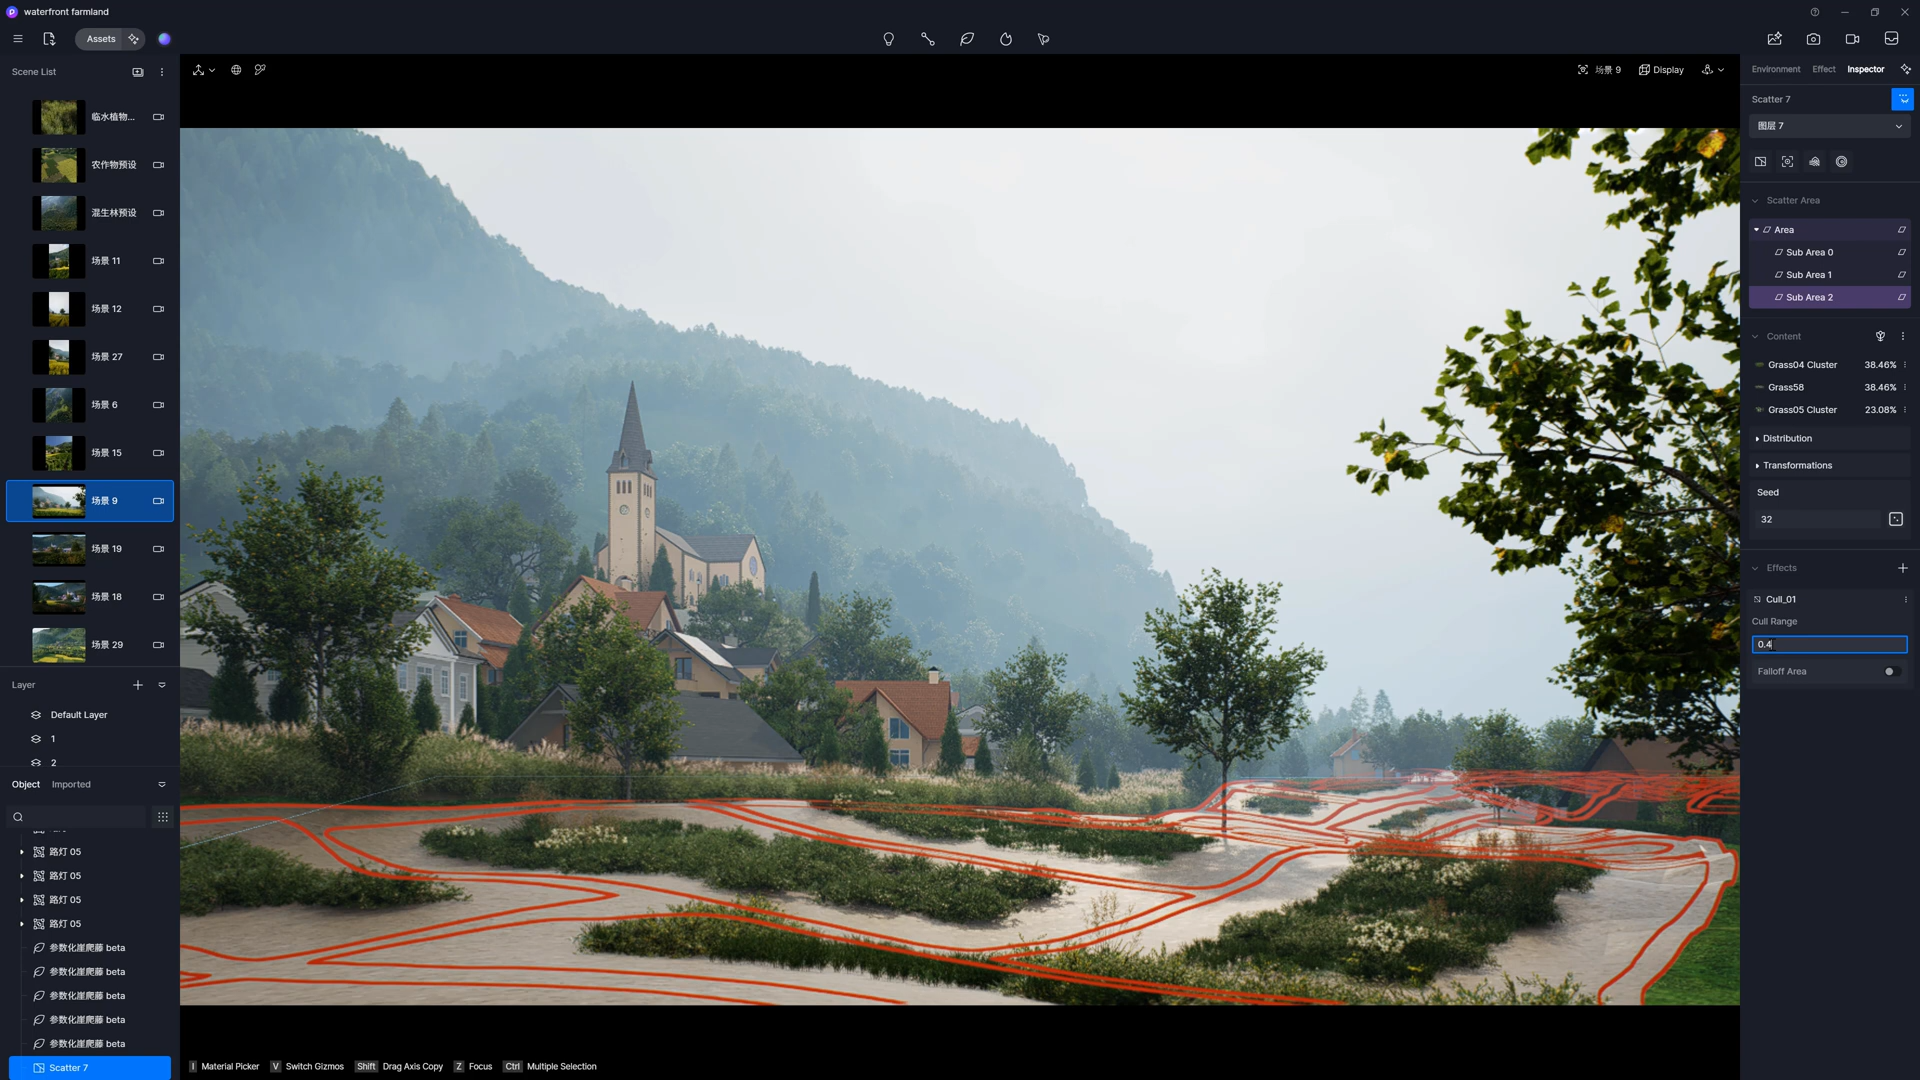 waterfront farmland
Assets
Scene List
场景 9
Display
Environment
Effect
Inspector
临水植物...
农作物预设
混生林预设
场景 11
场景 12
场景 27
场景 6
场景 15
场景 9
场景 19
场景 18
场景 29
Layer
Default Layer
1
2
Object
Imported
路灯 05
路灯 05
路灯 05
路灯 05
参数化崖爬藤 beta
参数化崖爬藤 beta
参数化崖爬藤 beta
参数化崖爬藤 beta
参数化崖爬藤 beta
Scatter 7
I Material Picker V Switch Gizmos Shift Drag Axis Copy Z Focus Ctrl Multiple Selection
Scatter 7
图层 7
Scatter Area
Area
Sub Area 0
Sub Area 1
Sub Area 2
Content
Grass04 Cluster 38.46%
Grass58 38.46%
Grass05 Cluster 23.08%
Distribution
Transformations
Seed
32
Effects
Cull_01
Cull Range
0.4
Falloff Area